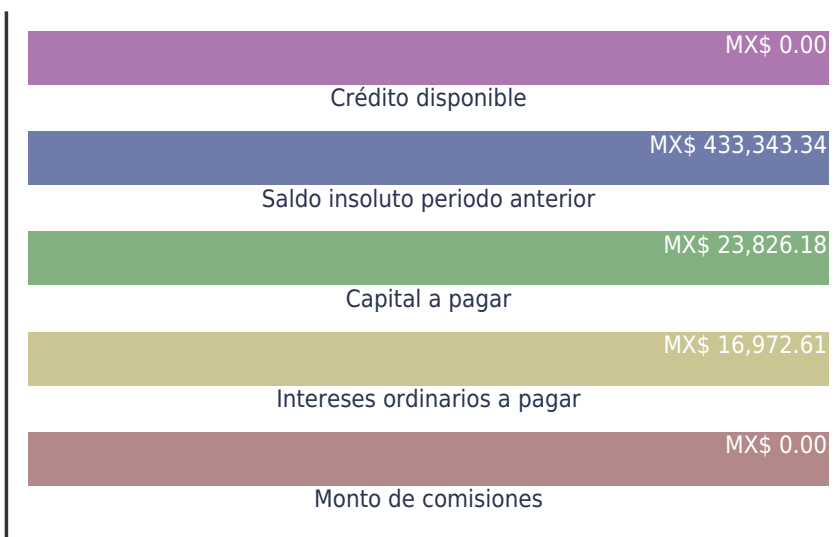 MX$ 0.00
Crédito disponible
MX$ 433,343.34
Saldo insoluto periodo anterior
MX$ 23,826.18
Capital a pagar
MX$ 16,972.61
Intereses ordinarios a pagar
MX$ 0.00
Monto de comisiones